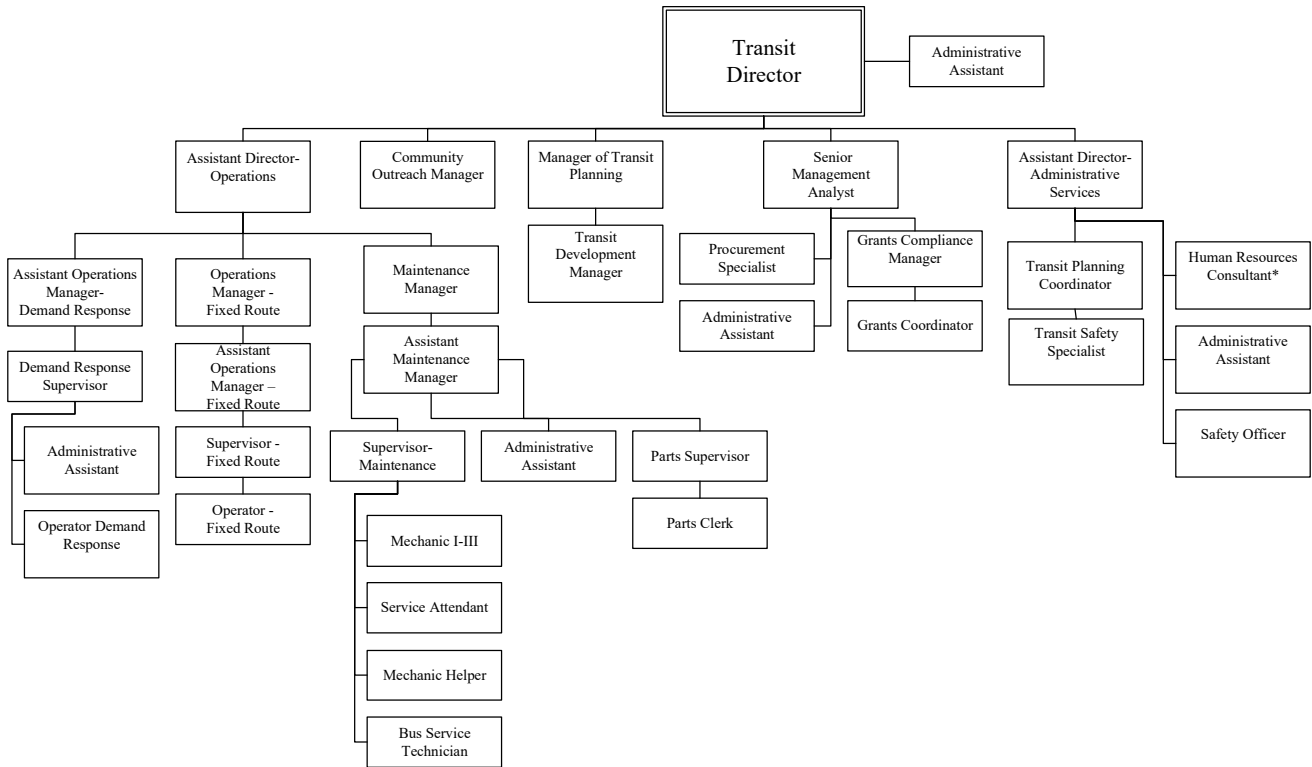 Transit
Director
Administrative
Assistant
Assistant Director-
Operations
Community
Outreach Manager
Manager of Transit
Planning
Senior
Management
Analyst
Assistant Director-
Administrative
Services
Assistant Operations
Manager-
Demand Response
Operations
Manager -
Fixed Route
Maintenance
Manager
Transit
Development
Manager
Procurement
Specialist
Grants Compliance
Manager
Transit Planning
Coordinator
Human Resources
Consultant*
Demand Response
Supervisor
Assistant
Operations
Manager –
Fixed Route
Assistant
Maintenance
Manager
Administrative
Assistant
Grants Coordinator
Transit Safety
Specialist
Administrative
Assistant
Administrative
Assistant
Supervisor -
Fixed Route
Supervisor-
Maintenance
Administrative
Assistant
Parts Supervisor
Safety Officer
Operator Demand
Response
Operator -
Fixed Route
Parts Clerk
Mechanic I-III
Service Attendant
Mechanic Helper
Bus Service
Technician